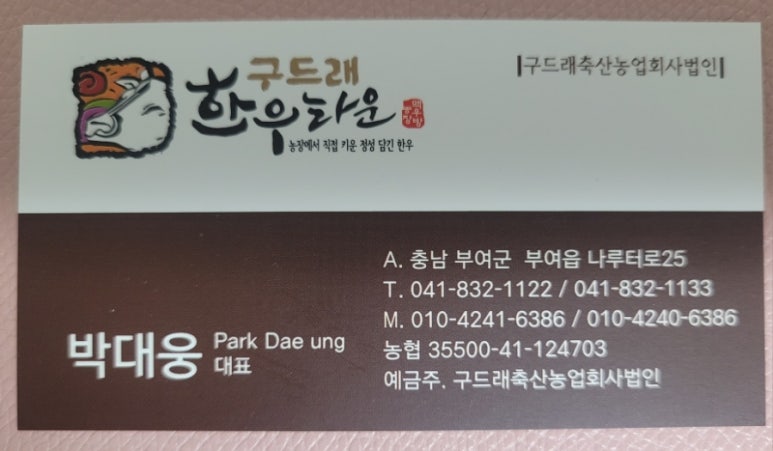 구드래
한우타운
농장에서 직접 키운 정성 담긴 한우
|구드래축산농업회사법인|
A. 충남 부여군 부여읍 나루터로25
T. 041-832-1122 / 041-832-1133
M. 010-4241-6386 / 010-4240-6386
농협 35500-41-124703
예금주. 구드래축산농업회사법인
박대웅 Park Dae ung
대표